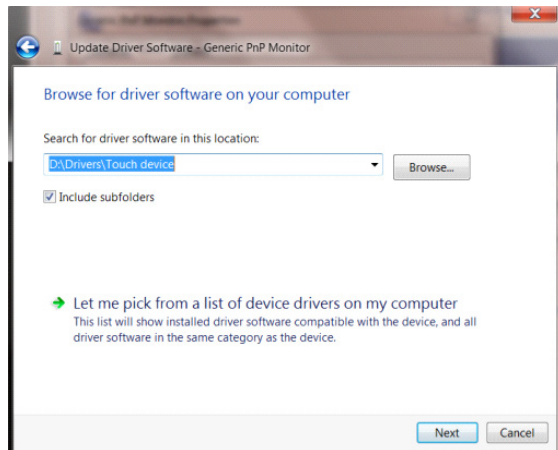 Update Driver Software - Generic PnP Monitor
Browse for driver software on your computer
Search for driver software in this location:
D:\Drivers\Touch device
Browse...
Include subfolders
Let me pick from a list of device drivers on my computer
This list will show installed driver software compatible with the device, and all
driver software in the same category as the device.
Next
Cancel